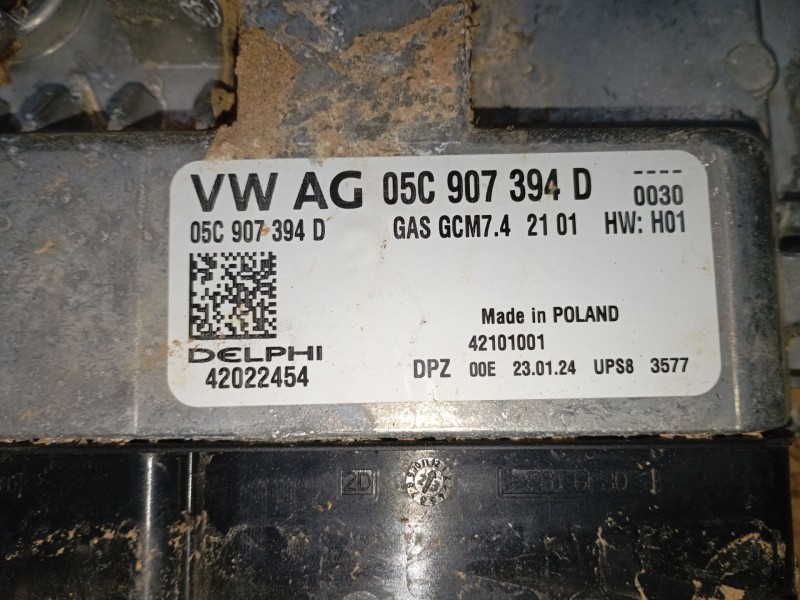 VW AG 05C 907 394 D ----
0030
05C 907 394 D GAS GCM7.4 21 01 HW: H01
Made in POLAND
DELPHI 42101001
42022454 DPZ 00E 23.01.24 UPS8 3577
2D